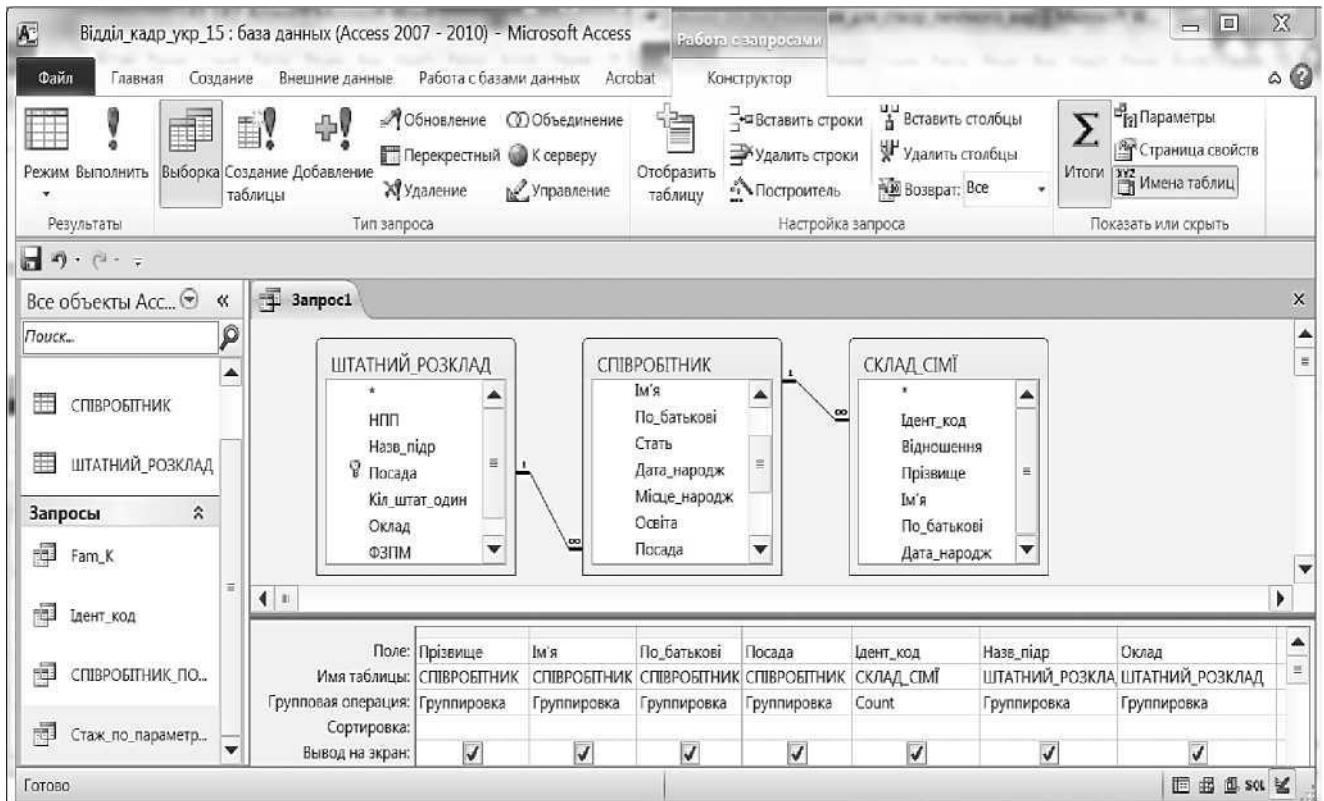 Відділ_кадр_укр_15 : база данных (Access 2007 - 2010) - Microsoft Access
Работа с запросами
Файл Главная Создание Внешние данные Работа с базами данных Acrobat Конструктор
Режим Выполнить
Результаты
Выборка Создание таблицы Добавление
Обновление Объединение
Перекрестный К серверу
Удаление Управление
Тип запроса
Отобразить таблицу
Вставить строки Вставить столбцы
Удалить строки Удалить столбцы
Построитель Возврат: Все
Настройка запроса
Итоги
Параметры
Страница свойств
Имена таблиц
Показать или скрыть
Все объекты Acc...
Поиск...
СПІВРОБІТНИК
ШТАТНИЙ_РОЗКЛАД
Запросы
Fam_K
Ідент_код
СПІВРОБІТНИК_ПО...
Стаж_по_параметр...
Запрос1
ШТАТНИЙ_РОЗКЛАД
*
НПП
Назв_підр
Посада
Кіл_штат_один
Оклад
ФЗПМ
1
∞
СПІВРОБІТНИК
Ім'я
По_батькові
Стать
Дата_народж
Місце_народж
Освіта
Посада
1
∞
СКЛАД_СІМЇ
*
Ідент_код
Відношення
Прізвище
Ім'я
По_батькові
Дата_народж
Поле: Прізвище Ім'я По_батькові Посада Ідент_код Назв_підр Оклад
Имя таблицы: СПІВРОБІТНИК СПІВРОБІТНИК СПІВРОБІТНИК СПІВРОБІТНИК СКЛАД_СІМЇ ШТАТНИЙ_РОЗКЛА ШТАТНИЙ_РОЗКЛАД
Групповая операция: Группировка Группировка Группировка Группировка Count Группировка Группировка
Сортировка:
Вывод на экран:
Готово
SQL